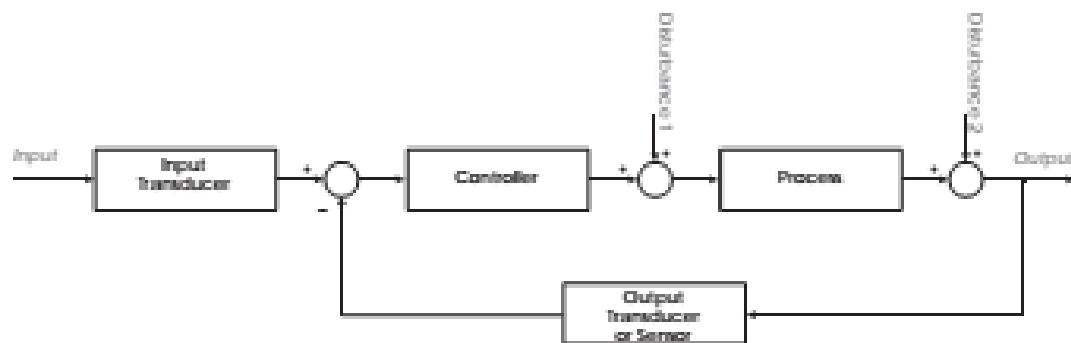 Disturbance 1
Disturbance 2
Input
Input
Transducer
+
-
Controller
+
+
Process
+
+
Output
Output
Transducer
or Sensor